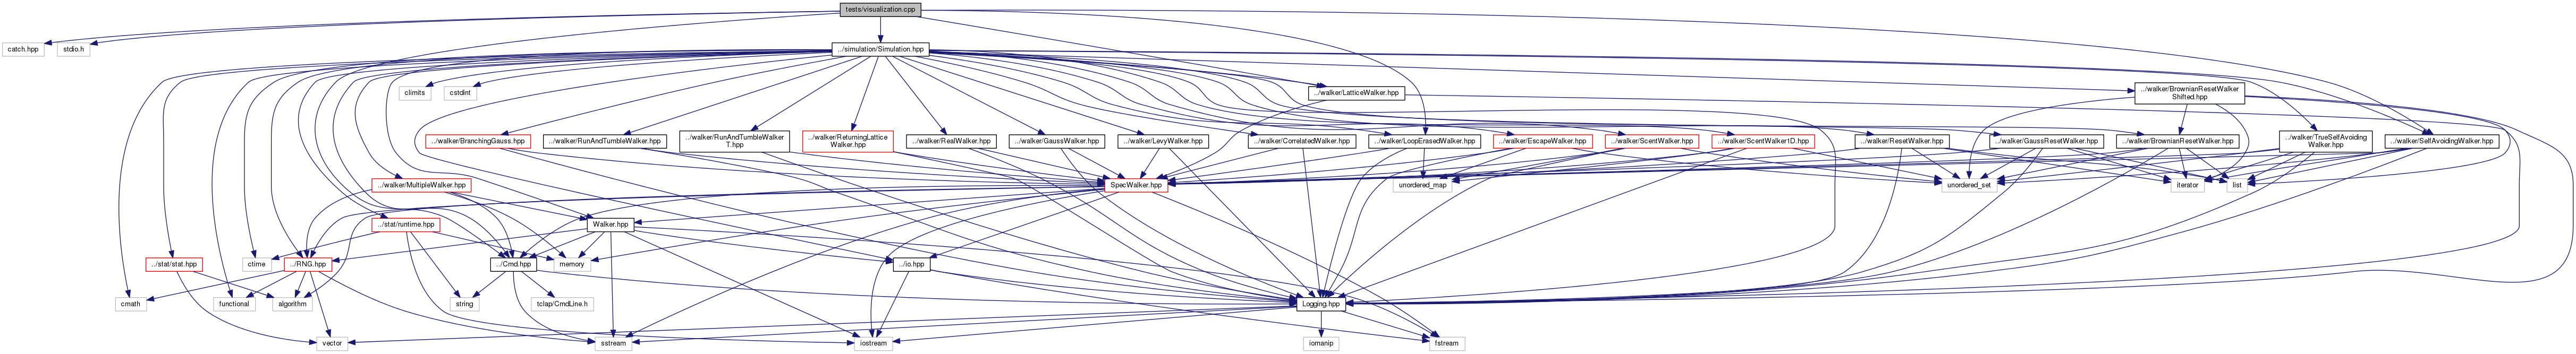 tests/visualization.cpp
catch.hpp
stdio.h
../simulation/Simulation.hpp
climits
cstdint
../walker/LatticeWalker.hpp
../walker/BrownianResetWalker
Shifted.hpp
../walker/BranchingGauss.hpp
../walker/RunAndTumbleWalker.hpp
../walker/RunAndTumbleWalker
T.hpp
../walker/ReturningLattice
Walker.hpp
../walker/RealWalker.hpp
../walker/GaussWalker.hpp
../walker/LevyWalker.hpp
../walker/CorrelatedWalker.hpp
../walker/LoopErasedWalker.hpp
../walker/EscapeWalker.hpp
../walker/ScentWalker.hpp
../walker/ScentWalker1D.hpp
../walker/ResetWalker.hpp
../walker/GaussResetWalker.hpp
../walker/BrownianResetWalker.hpp
../walker/TrueSelfAvoiding
Walker.hpp
../walker/SelfAvoidingWalker.hpp
../walker/MultipleWalker.hpp
SpecWalker.hpp
unordered_map
unordered_set
iterator
list
../stat/runtime.hpp
Walker.hpp
../stat/stat.hpp
ctime
../RNG.hpp
../Cmd.hpp
memory
../io.hpp
cmath
functional
algorithm
string
tclap/CmdLine.h
Logging.hpp
vector
sstream
iostream
iomanip
fstream